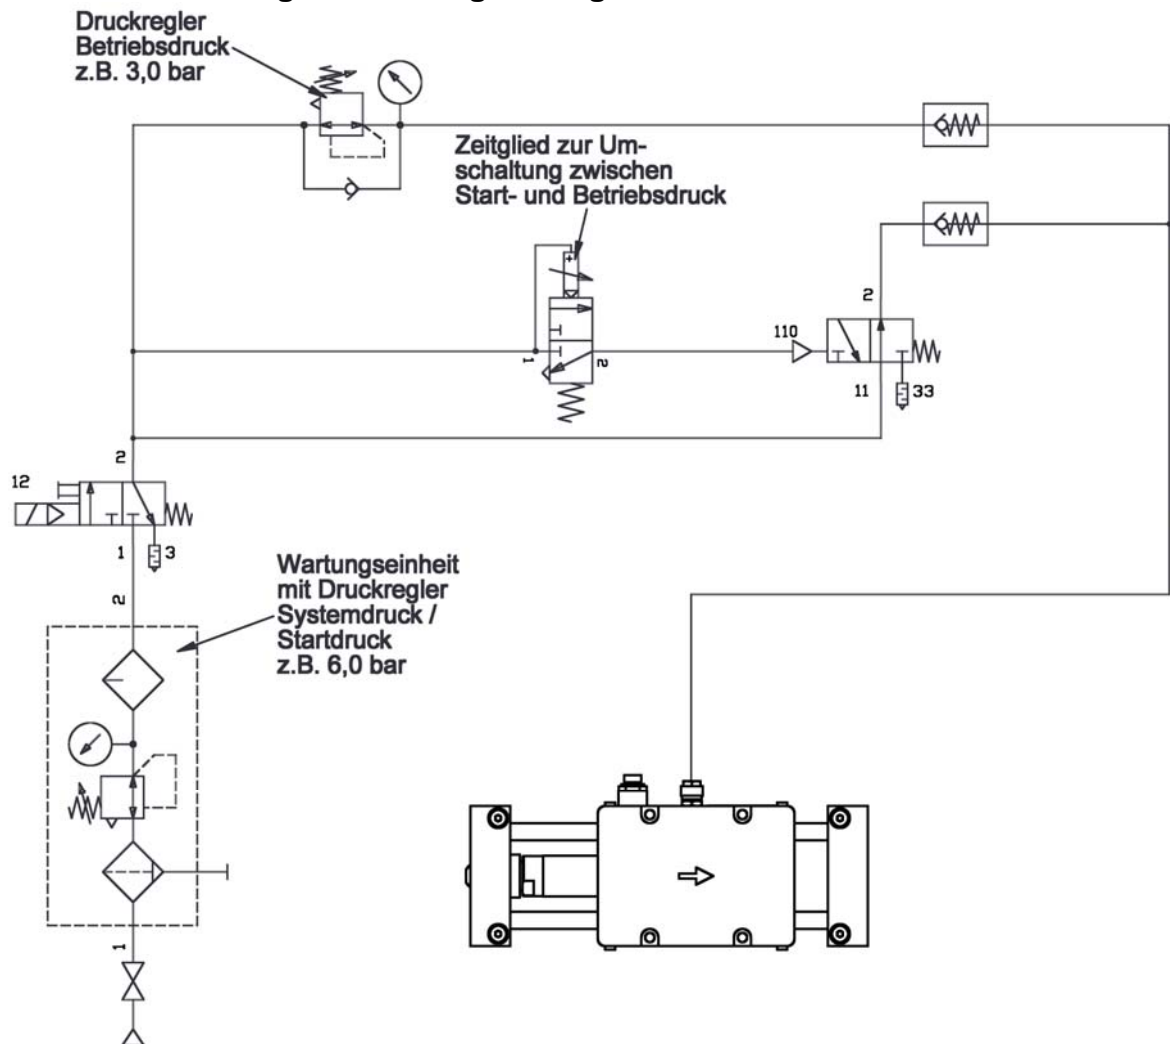 Druckregler
Betriebsdruck
z.B. 3,0 bar
Zeitglied zur Um-
schaltung zwischen
Start- und Betriebsdruck
2
110
1
2
11
33
2
12
1
3
2
Wartungseinheit
mit Druckregler
Systemdruck /
Startdruck
z.B. 6,0 bar
1